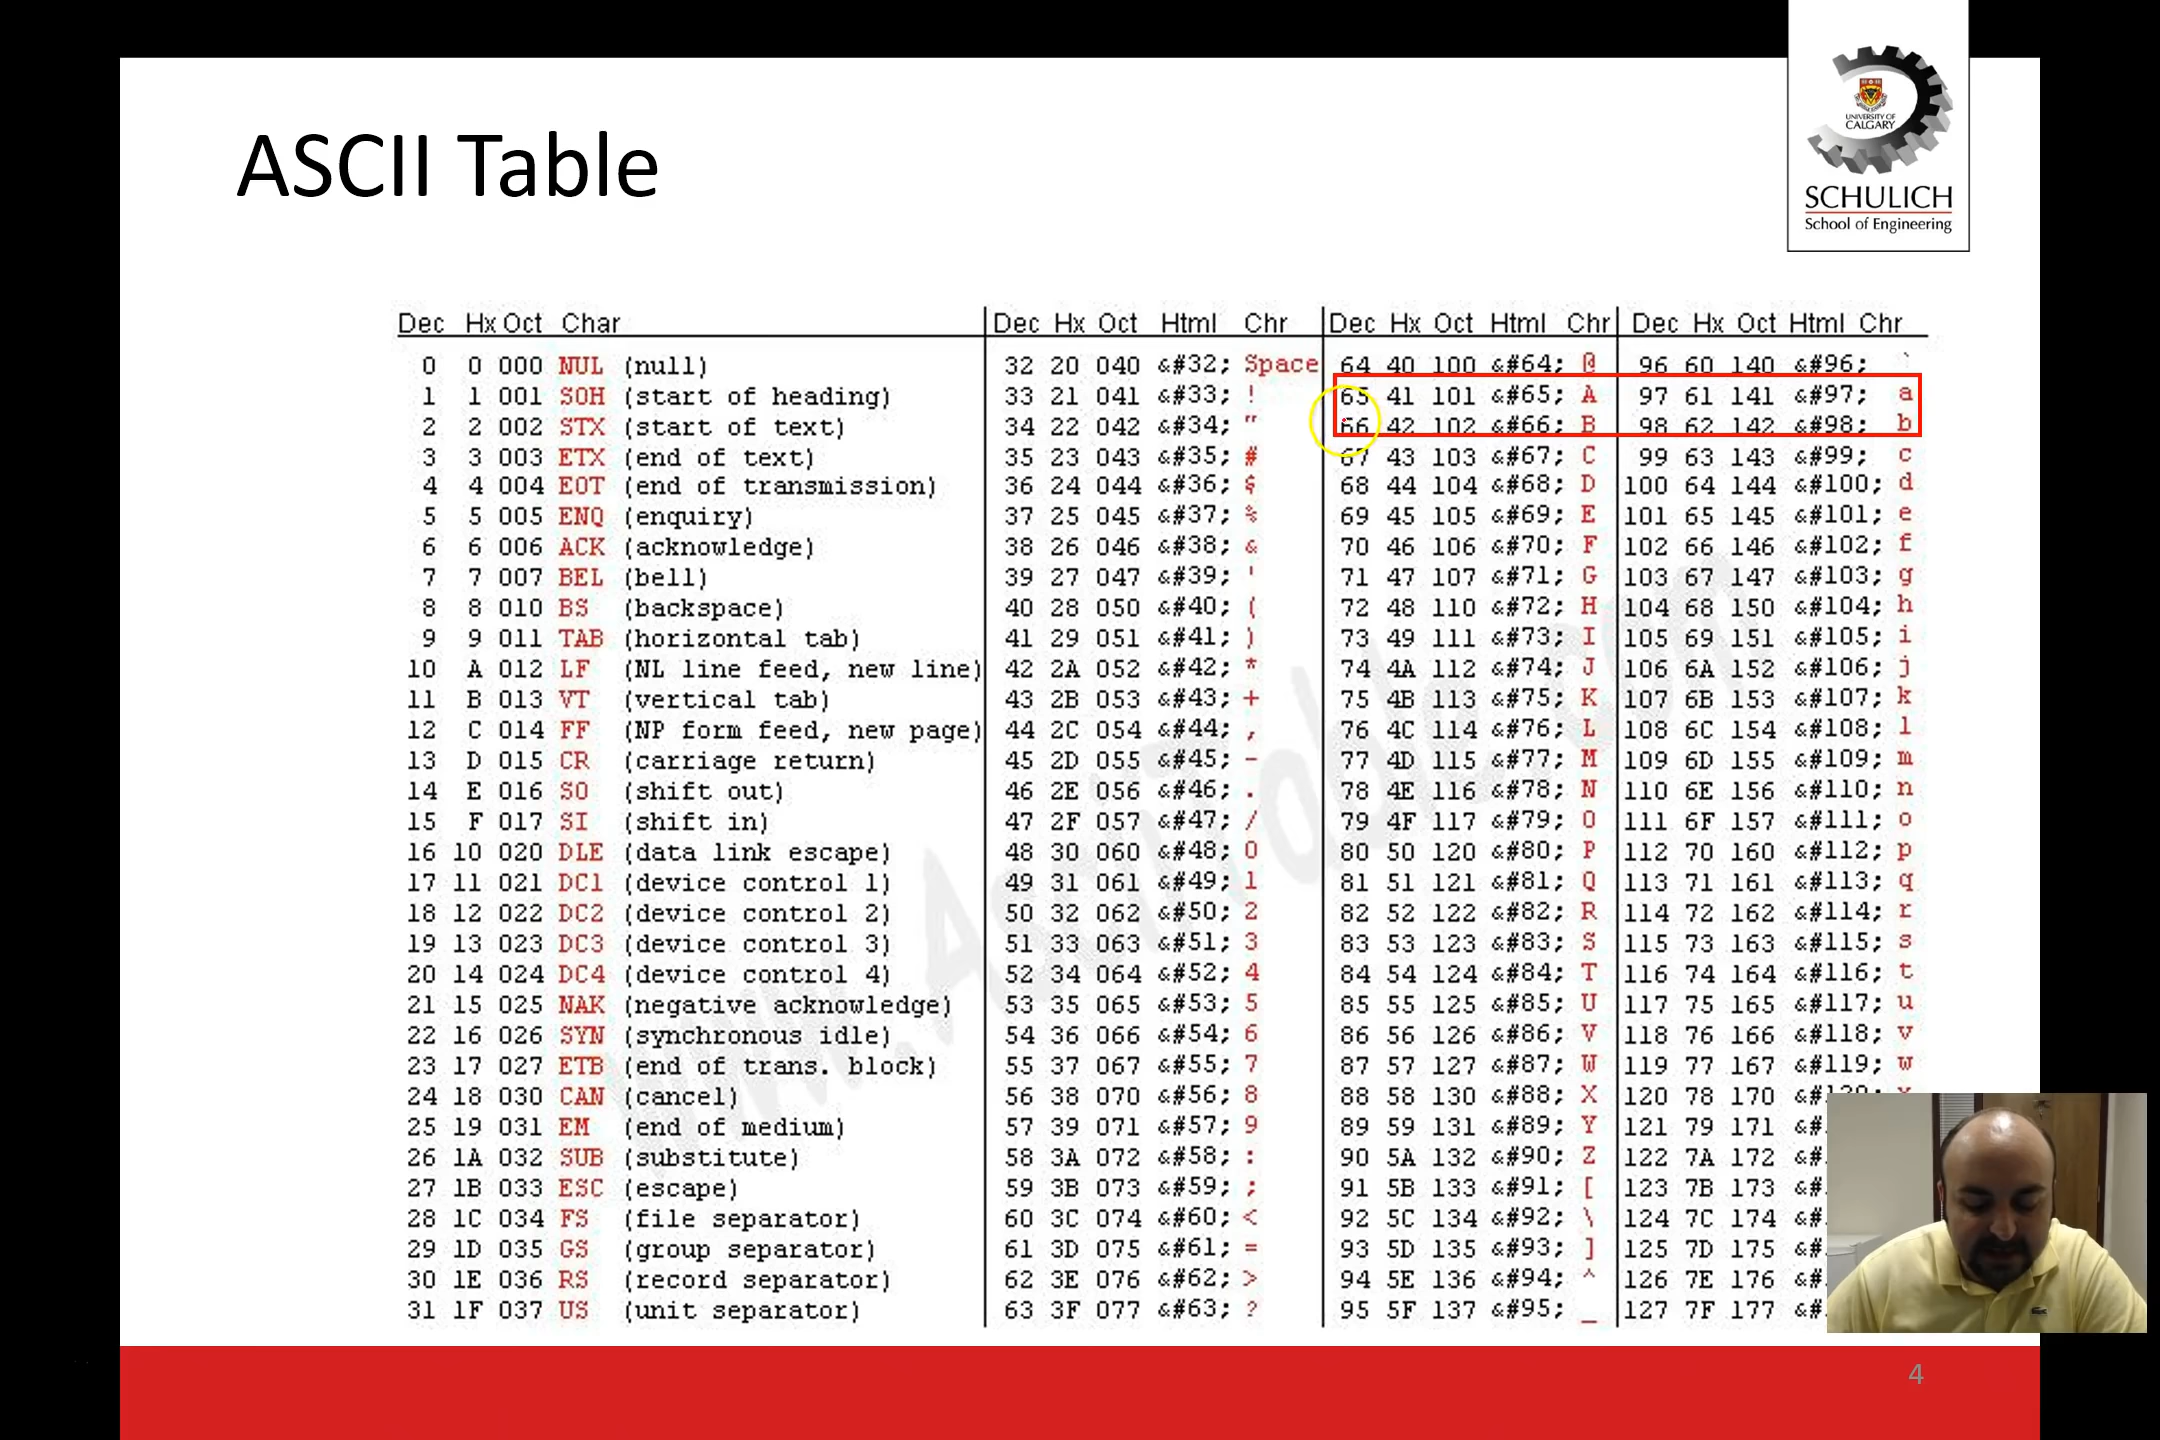 UNIVERSITY OF
CALGARY
SCHULICH
School of Engineering
ASCII Table
Dec Hx Oct Char Dec Hx Oct Html Chr Dec Hx Oct Html Chr Dec Hx Oct Html Chr
0 0 000 NUL (null) 32 20 040 &#32; Space 64 40 100 &#64; @ 96 60 140 &#96; `
1 1 001 SOH (start of heading) 33 21 041 &#33; ! 65 41 101 &#65; A 97 61 141 &#97; a
2 2 002 STX (start of text) 34 22 042 &#34; " 66 42 102 &#66; B 98 62 142 &#98; b
3 3 003 ETX (end of text) 35 23 043 &#35; # 67 43 103 &#67; C 99 63 143 &#99; c
4 4 004 EOT (end of transmission) 36 24 044 &#36; $ 68 44 104 &#68; D 100 64 144 &#100; d
5 5 005 ENQ (enquiry) 37 25 045 &#37; % 69 45 105 &#69; E 101 65 145 &#101; e
6 6 006 ACK (acknowledge) 38 26 046 &#38; & 70 46 106 &#70; F 102 66 146 &#102; f
7 7 007 BEL (bell) 39 27 047 &#39; ' 71 47 107 &#71; G 103 67 147 &#103; g
8 8 010 BS (backspace) 40 28 050 &#40; ( 72 48 110 &#72; H 104 68 150 &#104; h
9 9 011 TAB (horizontal tab) 41 29 051 &#41; ) 73 49 111 &#73; I 105 69 151 &#105; i
10 A 012 LF (NL line feed, new line) 42 2A 052 &#42; * 74 4A 112 &#74; J 106 6A 152 &#106; j
11 B 013 VT (vertical tab) 43 2B 053 &#43; + 75 4B 113 &#75; K 107 6B 153 &#107; k
12 C 014 FF (NP form feed, new page) 44 2C 054 &#44; , 76 4C 114 &#76; L 108 6C 154 &#108; l
13 D 015 CR (carriage return) 45 2D 055 &#45; - 77 4D 115 &#77; M 109 6D 155 &#109; m
14 E 016 SO (shift out) 46 2E 056 &#46; . 78 4E 116 &#78; N 110 6E 156 &#110; n
15 F 017 SI (shift in) 47 2F 057 &#47; / 79 4F 117 &#79; O 111 6F 157 &#111; o
16 10 020 DLE (data link escape) 48 30 060 &#48; 0 80 50 120 &#80; P 112 70 160 &#112; p
17 11 021 DC1 (device control 1) 49 31 061 &#49; 1 81 51 121 &#81; Q 113 71 161 &#113; q
18 12 022 DC2 (device control 2) 50 32 062 &#50; 2 82 52 122 &#82; R 114 72 162 &#114; r
19 13 023 DC3 (device control 3) 51 33 063 &#51; 3 83 53 123 &#83; S 115 73 163 &#115; s
20 14 024 DC4 (device control 4) 52 34 064 &#52; 4 84 54 124 &#84; T 116 74 164 &#116; t
21 15 025 NAK (negative acknowledge) 53 35 065 &#53; 5 85 55 125 &#85; U 117 75 165 &#117; u
22 16 026 SYN (synchronous idle) 54 36 066 &#54; 6 86 56 126 &#86; V 118 76 166 &#118; v
23 17 027 ETB (end of trans. block) 55 37 067 &#55; 7 87 57 127 &#87; W 119 77 167 &#119; w
24 18 030 CAN (cancel) 56 38 070 &#56; 8 88 58 130 &#88; X 120 78 170 &#120; x
25 19 031 EM (end of medium) 57 39 071 &#57; 9 89 59 131 &#89; Y 121 79 171 &#
26 1A 032 SUB (substitute) 58 3A 072 &#58; : 90 5A 132 &#90; Z 122 7A 172 &#
27 1B 033 ESC (escape) 59 3B 073 &#59; ; 91 5B 133 &#91; [ 123 7B 173 &#
28 1C 034 FS (file separator) 60 3C 074 &#60; < 92 5C 134 &#92; \ 124 7C 174 &#
29 1D 035 GS (group separator) 61 3D 075 &#61; = 93 5D 135 &#93; ] 125 7D 175 &#
30 1E 036 RS (record separator) 62 3E 076 &#62; > 94 5E 136 &#94; ^ 126 7E 176 &#
31 1F 037 US (unit separator) 63 3F 077 &#63; ? 95 5F 137 &#95; _ 127 7F 177 &#
www.AsciiTable.com
4